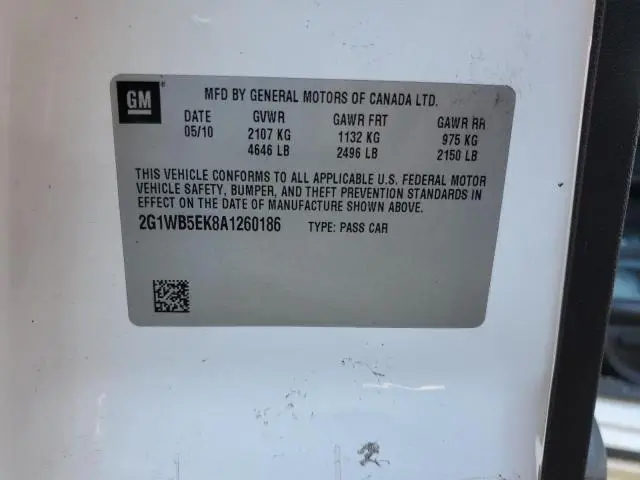 GM
MFD BY GENERAL MOTORS OF CANADA LTD.
DATE GVWR GAWR FRT GAWR RR
05/10 2107 KG 1132 KG 975 KG
4646 LB 2496 LB 2150 LB
THIS VEHICLE CONFORMS TO ALL APPLICABLE U.S. FEDERAL MOTOR
VEHICLE SAFETY, BUMPER, AND THEFT PREVENTION STANDARDS IN
EFFECT ON THE DATE OF MANUFACTURE SHOWN ABOVE.
2G1WB5EK8A1260186 TYPE: PASS CAR